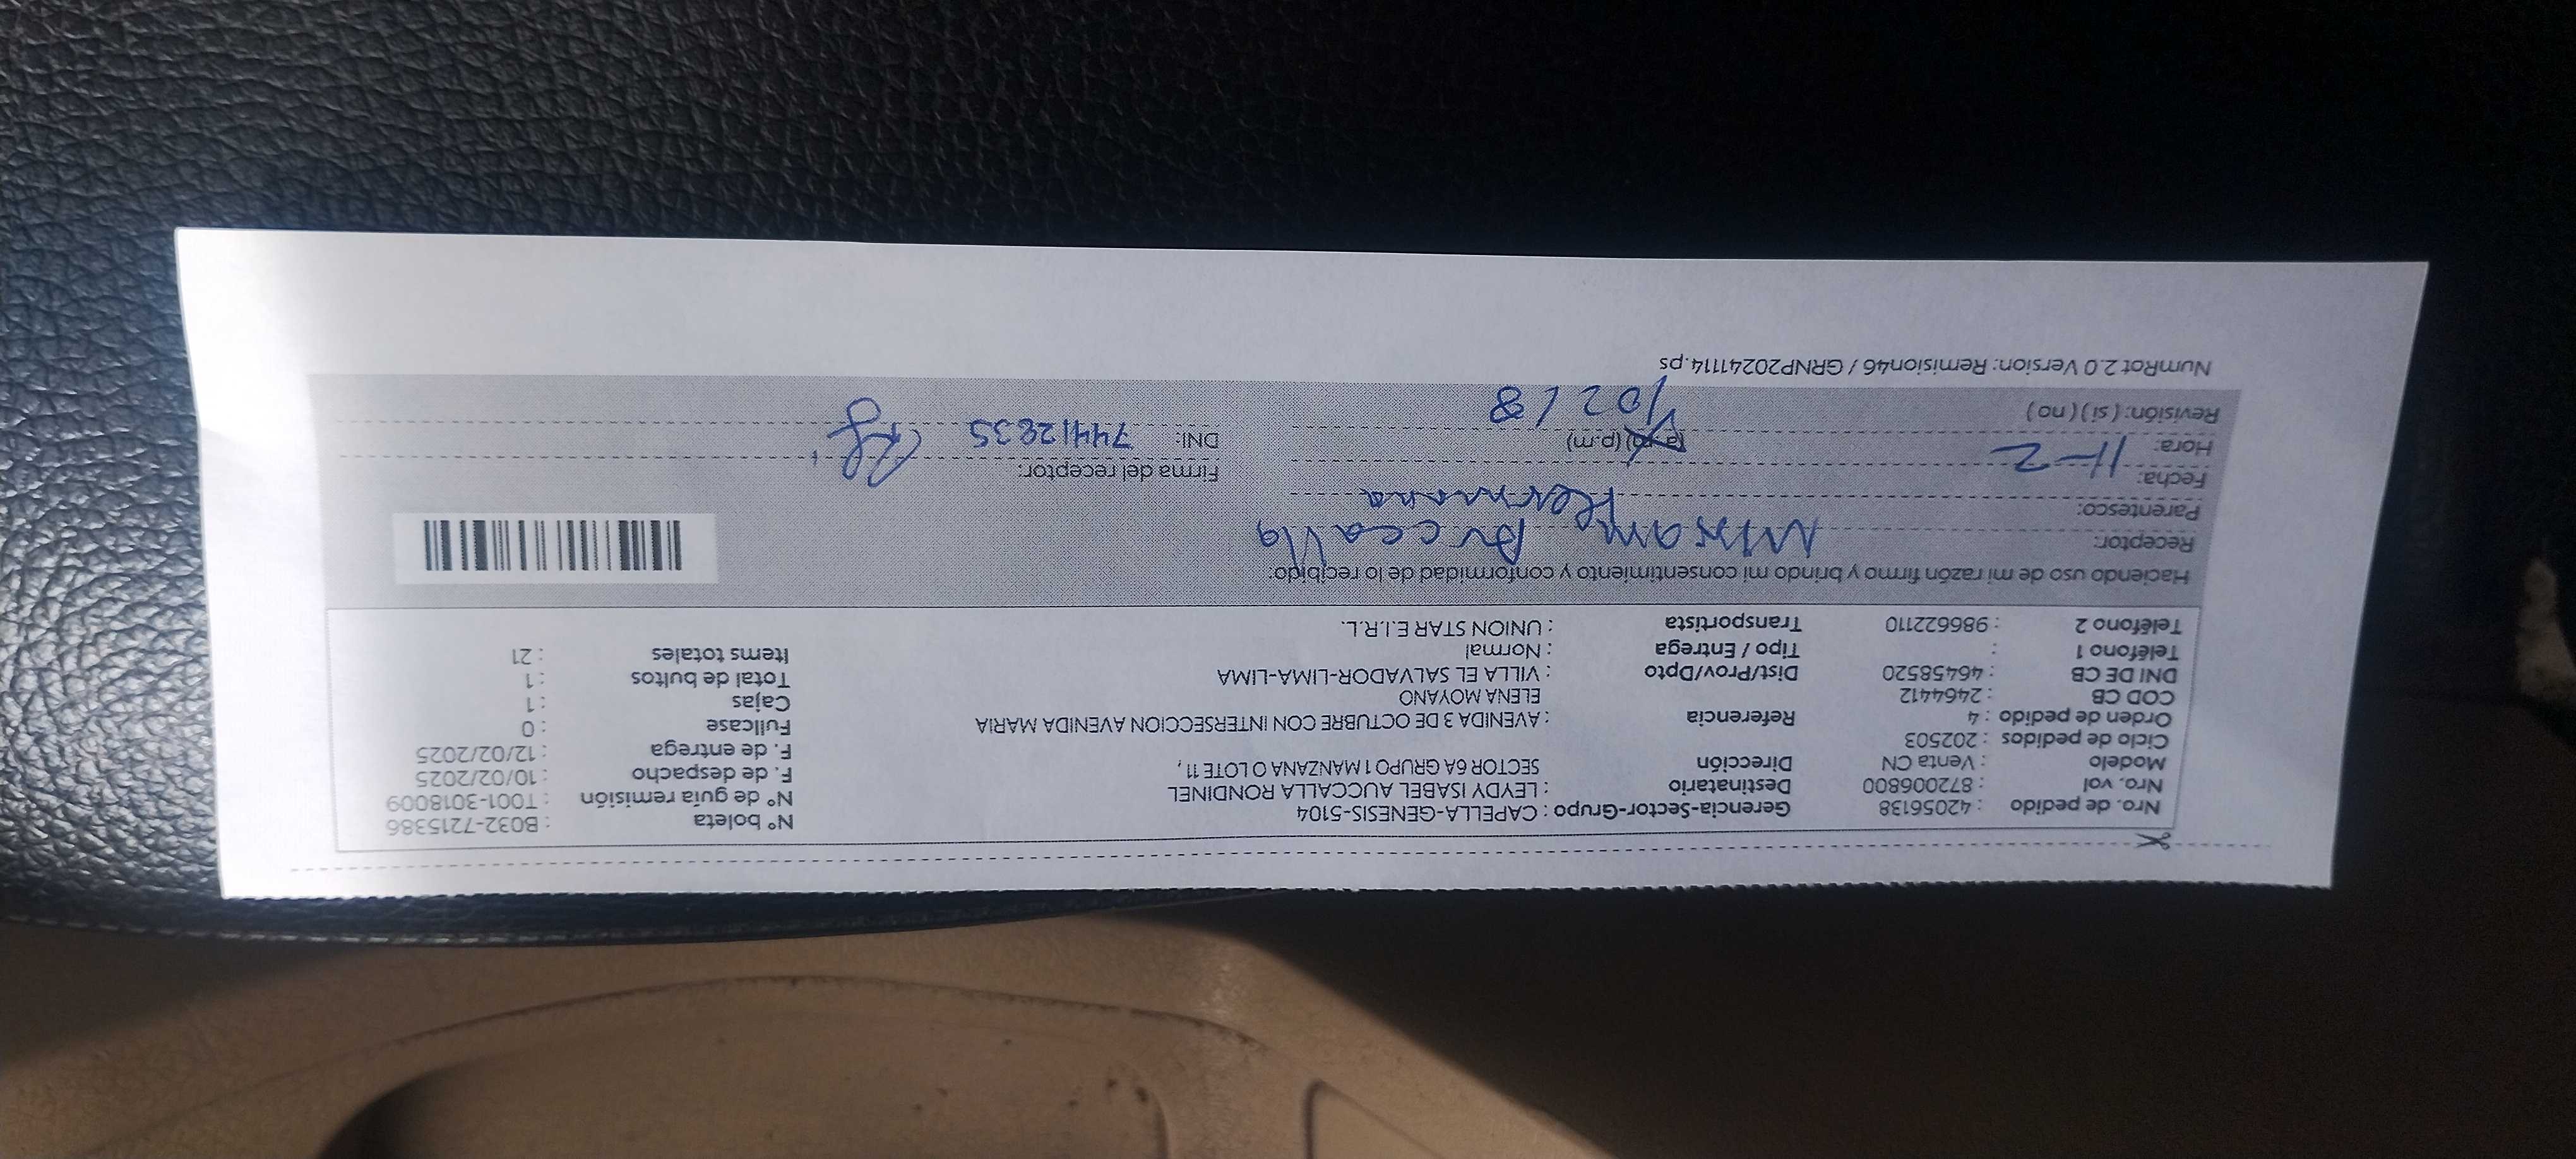 Nro. de pedido : 42056138 Gerencia-Sector-Grupo : CAPELLA-GENESIS-5104 N° boleta : B032-7215386
Nro. vol : 872006800 Destinatario : LEYDY ISABEL AUCCALLA RONDINEL N° de guía remisión : T001-3018009
Modelo : Venta CN Dirección SECTOR 6A GRUPO 1 MANZANA O LOTE 11 , F. de despacho : 10/02/2025
Ciclo de pedidos : 202503 F. de entrega : 12/02/2025
Orden de pedido : 4 Referencia : AVENIDA 3 DE OCTUBRE CON INTERSECCION AVENIDA MARIA Fullcase : 0
COD CB : 2464412 ELENA MOYANO Cajas : 1
DNI DE CB : 46458520 Dist/Prov/Dpto : VILLA EL SALVADOR-LIMA-LIMA Total de bultos : 1
Teléfono 1 : Tipo / Entrega : Normal Items totales : 21
Teléfono 2 : 986622110 Transportista : UNION STAR E.I.R.L.
Haciendo uso de mi razón firmo y brindo mi consentimiento y conformidad de lo recibido:
Receptor: Auccalla
Parentesco: Hermana
Fecha: 11-2 Firma del receptor:
Hora: (p.m) DNI: 74412835
Revisión: ( si ) ( no )
NumRot 2.0 Version: Remision46 / GRNP20241114.ps